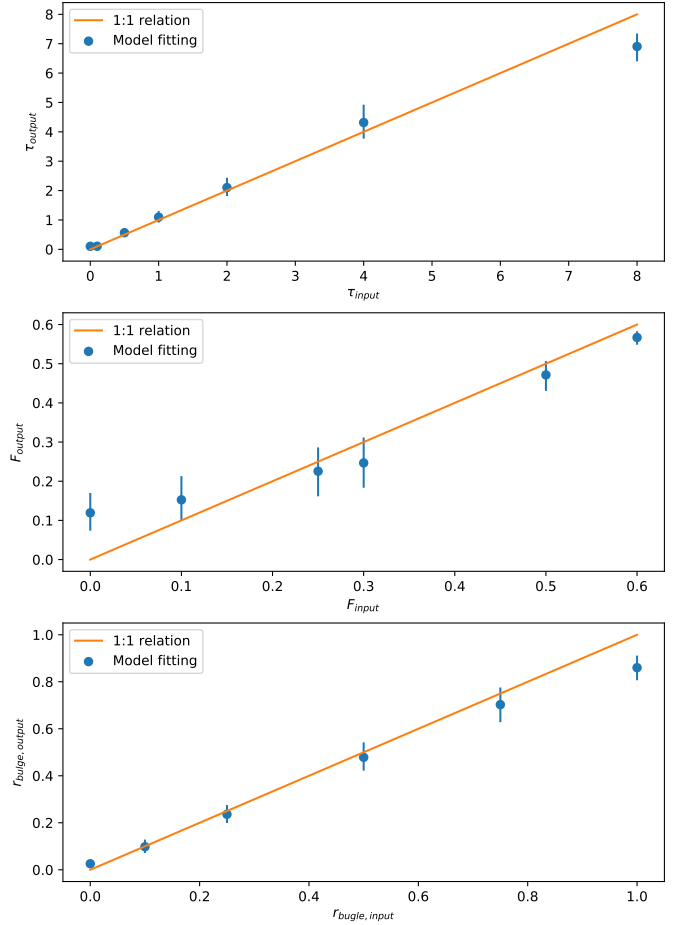 1:1 relation
Model fitting
8
7
6
5
4
3
2
1
0
τoutput
0 1 2 3 4 5 6 7 8
τinput
1:1 relation
Model fitting
0.6
0.5
0.4
0.3
0.2
0.1
0.0
Foutput
0.0 0.1 0.2 0.3 0.4 0.5 0.6
Finput
1:1 relation
Model fitting
1.0
0.8
0.6
0.4
0.2
0.0
rbulge, output
0.0 0.2 0.4 0.6 0.8 1.0
rbugle, input